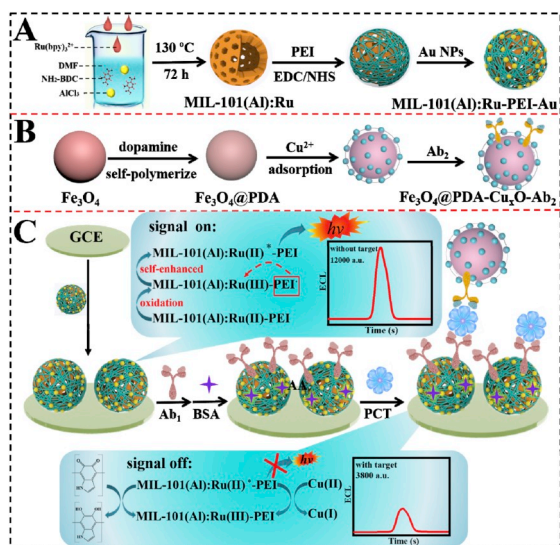 A
Ru(bpy)₃²⁺
DMF
NH₂-BDC
AlCl₃
130 ºC
72 h
MIL-101(Al):Ru
PEI
EDC/NHS
Au NPs
MIL-101(Al):Ru-PEI-Au
B
Fe₃O₄
dopamine
self-polymerize
Fe₃O₄@PDA
Cu²⁺
adsorption
Ab₂
Fe₃O₄@PDA-CuₓO-Ab₂
C
GCE
signal on:
hν
MIL-101(Al):Ru(II)*-PEI
self-enhanced
MIL-101(Al):Ru(III)-PEI
oxidation
MIL-101(Al):Ru(II)-PEI
without target
12000 a.u.
ECL
Time (s)
Ab₁
BSA
AA
PCT
signal off:
hν
MIL-101(Al):Ru(II)*-PEI
Cu(II)
MIL-101(Al):Ru(III)-PEI
Cu(I)
with target
3800 a.u.
ECL
Time (s)